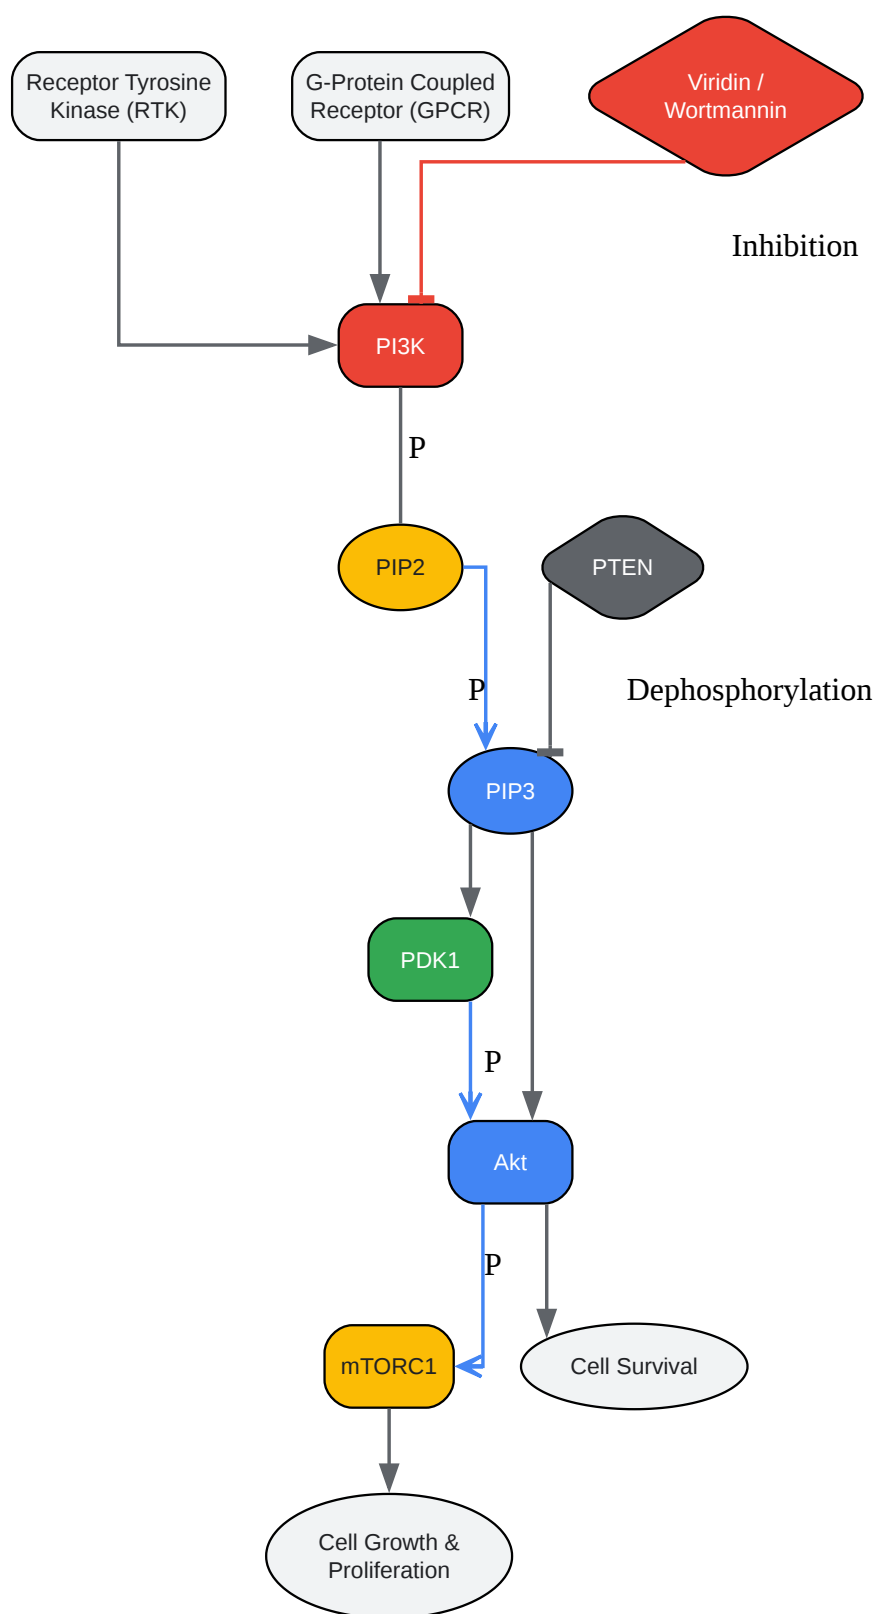 Receptor Tyrosine
Kinase (RTK)
G-Protein Coupled
Receptor (GPCR)
Viridin /
Wortmannin
Inhibition
PI3K
P
PIP2
PTEN
P
Dephosphorylation
PIP3
PDK1
P
Akt
P
mTORC1
Cell Survival
Cell Growth &
Proliferation